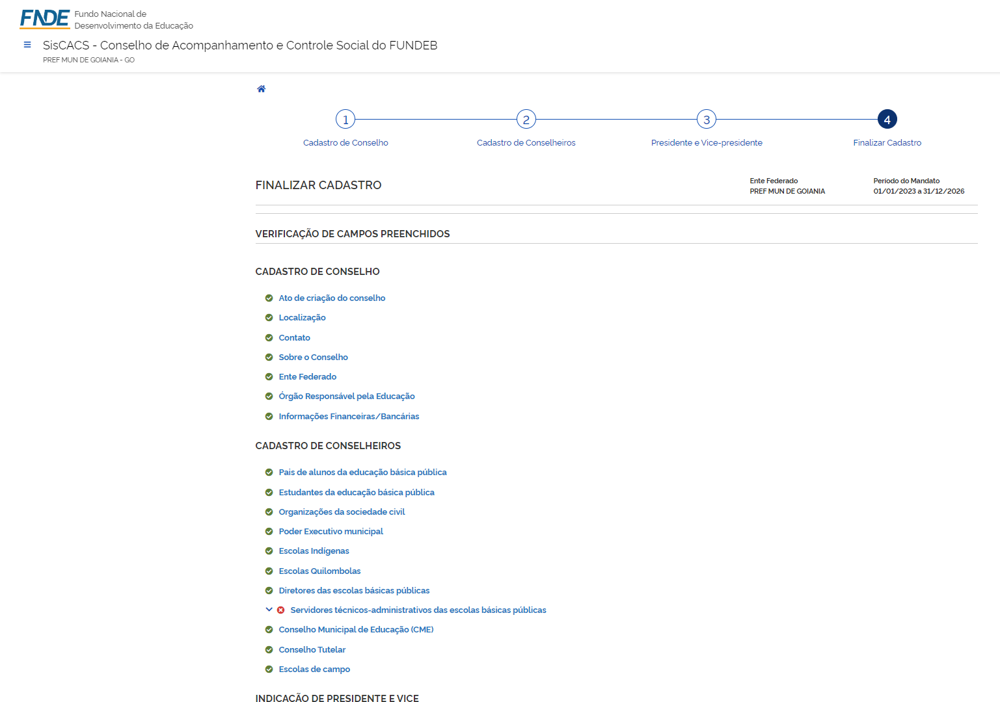 FNDE
Fundo Nacional de
Desenvolvimento da Educação
SisCACS - Conselho de Acompanhamento e Controle Social do FUNDEB
PREF MUN DE GOIANIA - GO
1
2
3
4
Cadastro de Conselho
Cadastro de Conselheiros
Presidente e Vice-presidente
Finalizar Cadastro
FINALIZAR CADASTRO
Ente Federado
PREF MUN DE GOIANIA
Período do Mandato
01/01/2023 a 31/12/2026
VERIFICAÇÃO DE CAMPOS PREENCHIDOS
CADASTRO DE CONSELHO
Ato de criação do conselho
Localização
Contato
Sobre o Conselho
Ente Federado
Órgão Responsável pela Educação
Informações Financeiras/Bancárias
CADASTRO DE CONSELHEIROS
Pais de alunos da educação básica pública
Estudantes da educação básica pública
Organizações da sociedade civil
Poder Executivo municipal
Escolas Indígenas
Escolas Quilombolas
Diretores das escolas básicas públicas
Servidores técnicos-administrativos das escolas básicas públicas
Conselho Municipal de Educação (CME)
Conselho Tutelar
Escolas de campo
INDICAÇÃO DE PRESIDENTE E VICE